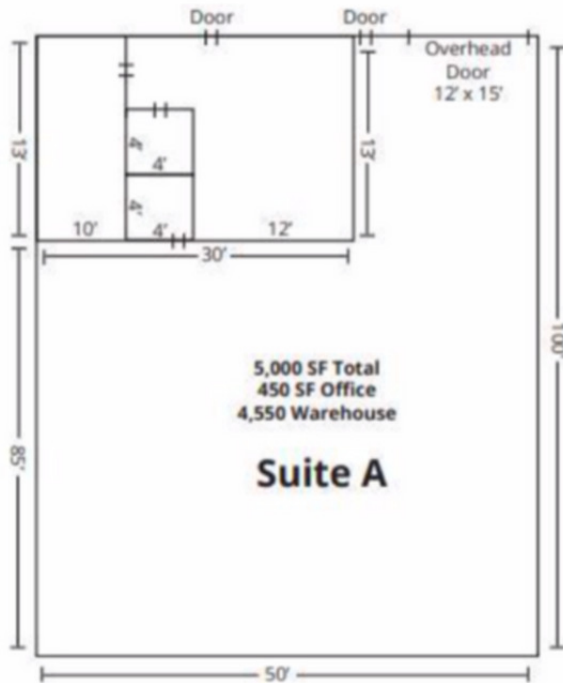 Door
Door
Overhead
Door
12' x 15'
13'
13'
4'
4'
4'
10'
4'
12'
30'
100'
5,000 SF Total
450 SF Office
4,550 Warehouse
85'
Suite A
50'